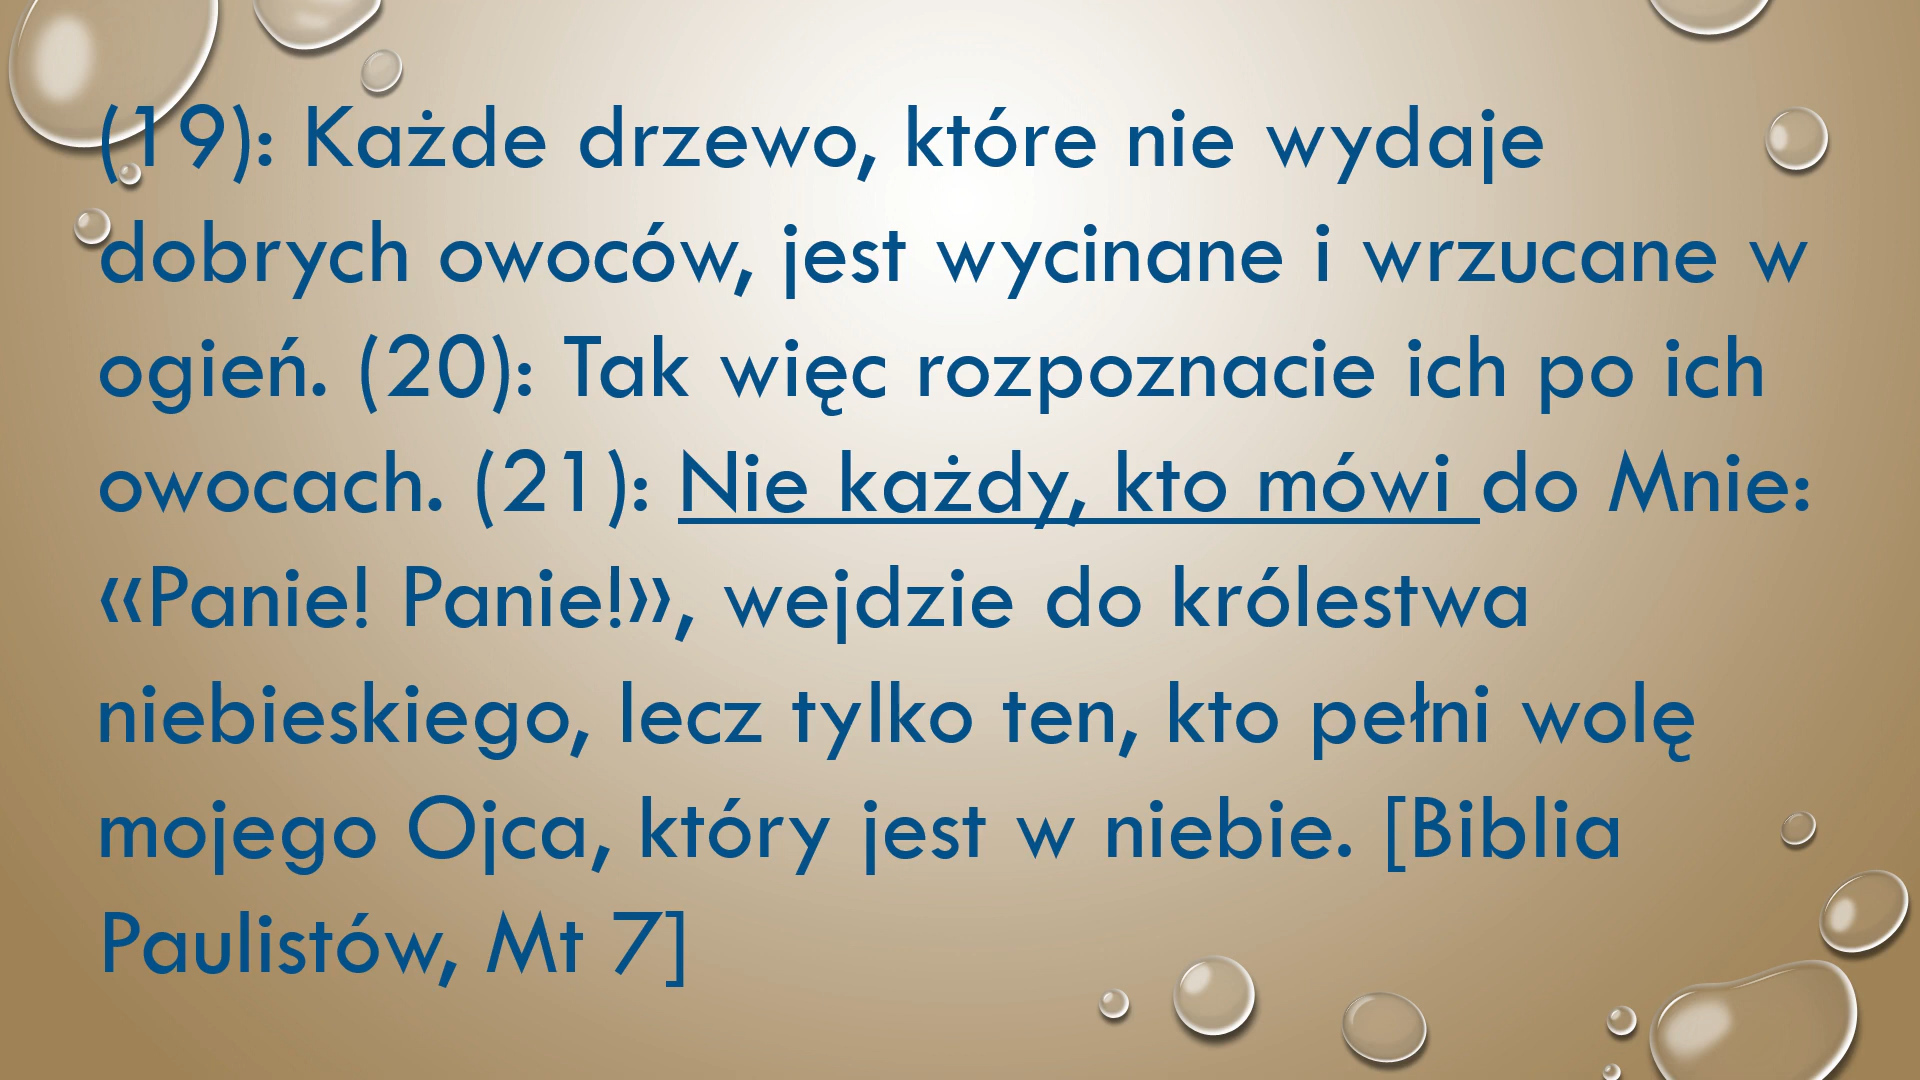 (19): Każde drzewo, które nie wydaje
dobrych owoców, jest wycinane i wrzucane w
ogień. (20): Tak więc rozpoznacie ich po ich
owocach. (21): Nie każdy, kto mówi do Mnie:
«Panie! Panie!», wejdzie do królestwa
niebieskiego, lecz tylko ten, kto pełni wolę
mojego Ojca, który jest w niebie. [Biblia
Paulistów, Mt 7]